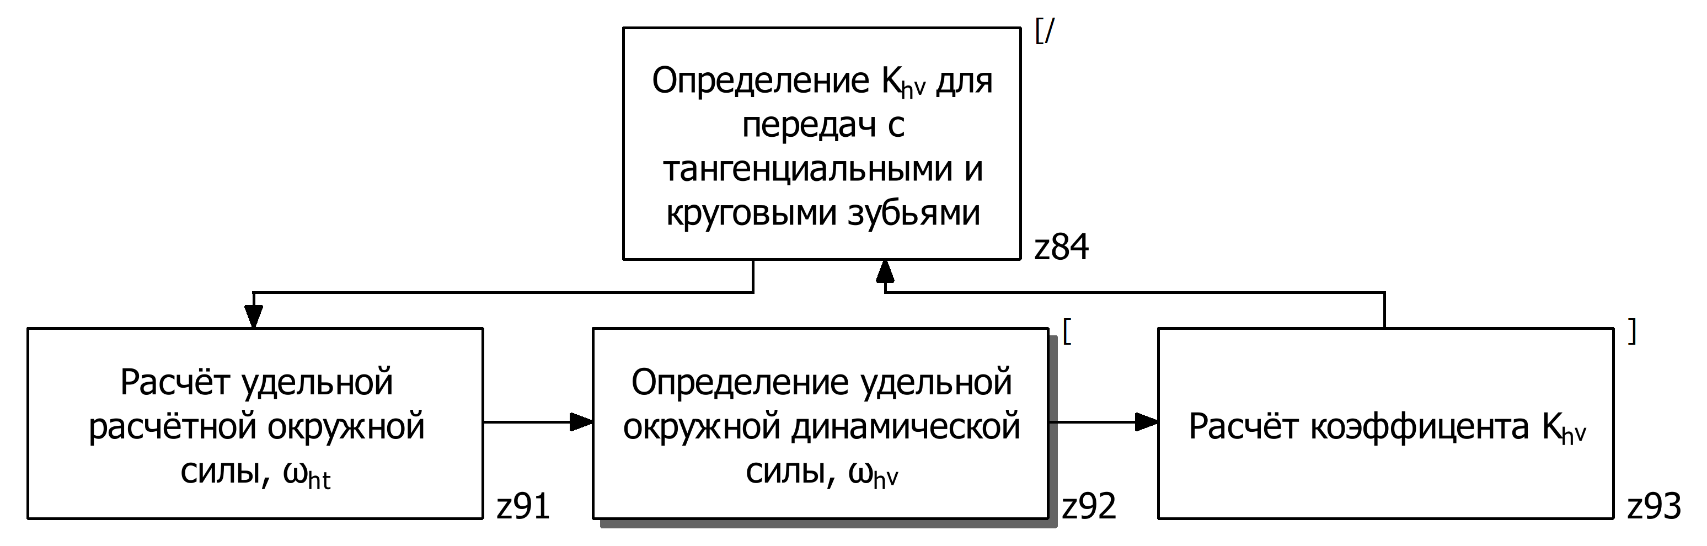 [/
Определение Khv для
передач с
тангенциальными и
круговыми зубьями
z84
Расчёт удельной
расчётной окружной
силы, ωht
z91
[
Определение удельной
окружной динамической
силы, ωhv
z92
]
Расчёт коэффицента Khv
z93